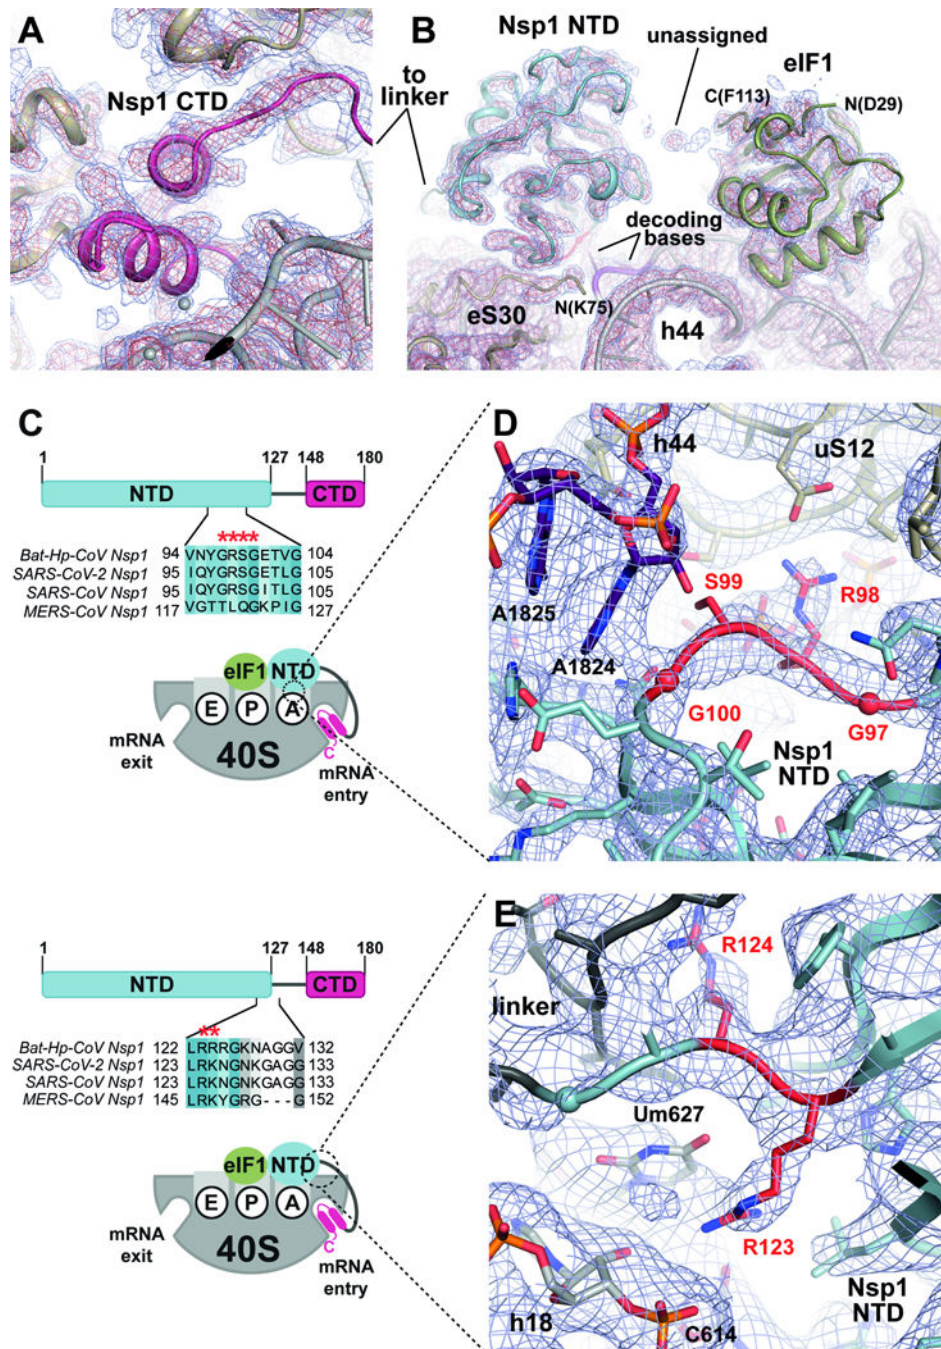 A
Nsp1 CTD
to
linker
B
Nsp1 NTD
unassigned
eIF1
C(F113)
N(D29)
decoding
bases
eS30
N(K75)
h44
C
1
127 148
180
NTD
CTD
****
Bat-Hp-CoV Nsp1 94 VNYGRSGETVG 104
SARS-CoV-2 Nsp1 95 IQYGRSGETLG 105
SARS-CoV Nsp1 95 IQYGRSGITLG 105
MERS-CoV Nsp1 117 VGTTLQGKPIG 127
eIF1
NTD
E
P
A
40S
mRNA
exit
C
mRNA
entry
D
h44
uS12
S99
R98
A1825
A1824
G100
G97
Nsp1
NTD
1
127 148
180
NTD
CTD
**
Bat-Hp-CoV Nsp1 122 LRRRGKNAGGV 132
SARS-CoV-2 Nsp1 123 LRKNGNKGAGG 133
SARS-CoV Nsp1 123 LRKNGNKGAGG 133
MERS-CoV Nsp1 145 LRKYGRG---G 152
eIF1
NTD
E
P
A
40S
mRNA
exit
C
mRNA
entry
E
R124
linker
Um627
R123
Nsp1
NTD
h18
C614